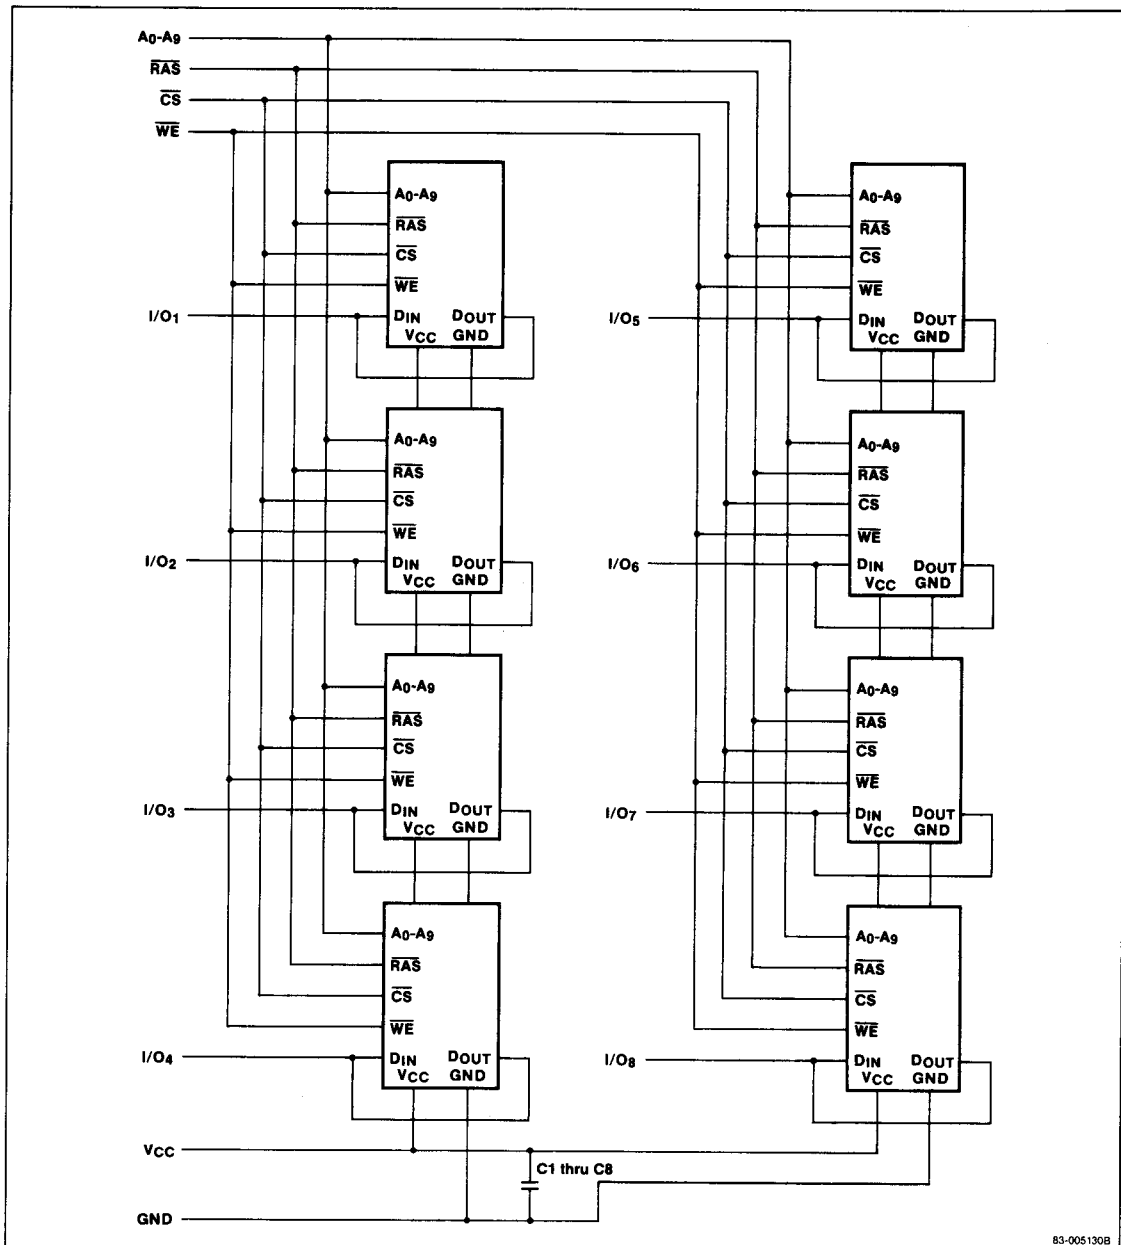 A0-A9
RAS
CS
WE
A0-A9
RAS
CS
WE
I/O1
DIN
DOUT
VCC
GND
A0-A9
RAS
CS
WE
I/O2
DIN
DOUT
VCC
GND
A0-A9
RAS
CS
WE
I/O3
DIN
DOUT
VCC
GND
A0-A9
RAS
CS
WE
I/O4
DIN
DOUT
VCC
GND
A0-A9
RAS
CS
WE
I/O5
DIN
DOUT
VCC
GND
A0-A9
RAS
CS
WE
I/O6
DIN
DOUT
VCC
GND
A0-A9
RAS
CS
WE
I/O7
DIN
DOUT
VCC
GND
A0-A9
RAS
CS
WE
I/O8
DIN
DOUT
VCC
GND
VCC
C1 thru C8
GND
83-005130B